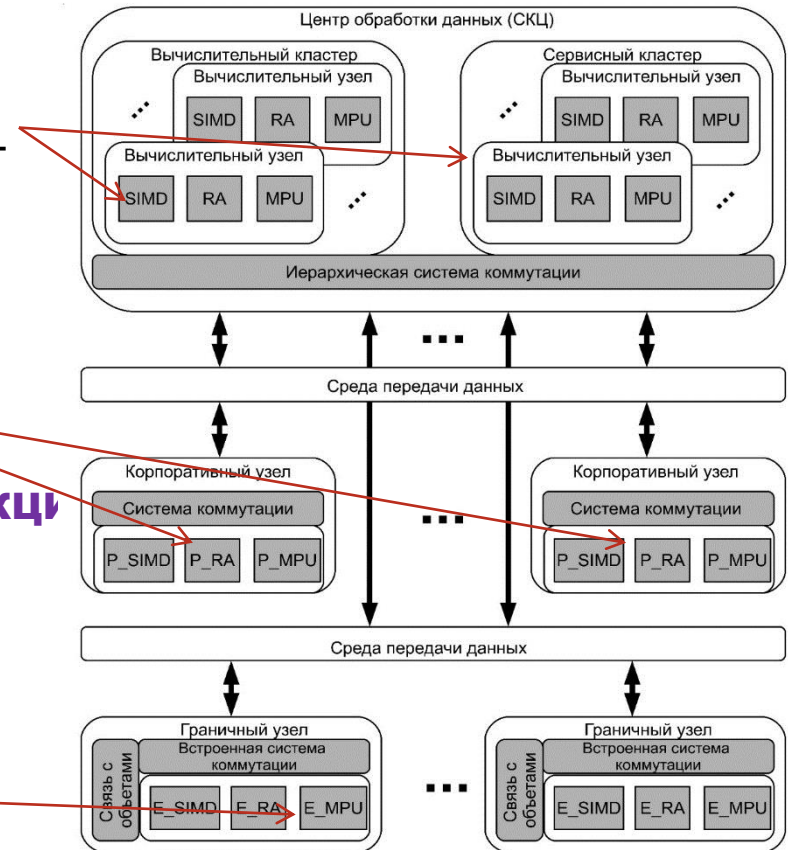 Центр обработки данных (СКЦ)
Вычислительный кластер
Сервисный кластер
Вычислительный узел
Вычислительный узел
SIMD RA MPU
SIMD RA MPU
Вычислительный узел
Вычислительный узел
SIMD RA MPU
SIMD RA MPU
Иерархическая система коммутации
Среда передачи данных
Корпоративный узел
Корпоративный узел
Система коммутации
Система коммутации
P_SIMD P_RA P_MPU
P_SIMD P_RA P_MPU
Среда передачи данных
Граничный узел
Граничный узел
Встроенная система
коммутации
Встроенная система
коммутации
Связь с
объетами
Связь с
объетами
E_SIMD E_RA E_MPU
E_SIMD E_RA E_MPU